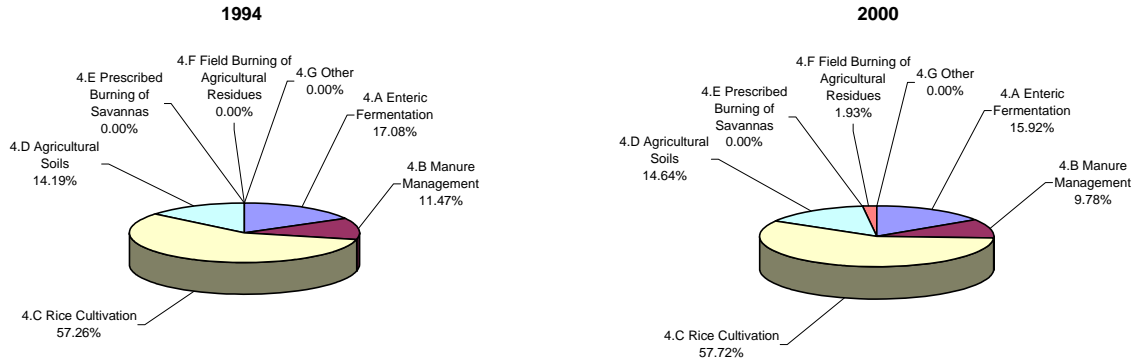 1994
4.E Prescribed
Burning of
Savannas
0.00%
4.F Field Burning of
Agricultural
Residues
0.00%
4.G Other
0.00%
4.A Enteric
Fermentation
17.08%
4.D Agricultural
Soils
14.19%
4.B Manure
Management
11.47%
4.C Rice Cultivation
57.26%
2000
4.E Prescribed
Burning of
Savannas
0.00%
4.F Field Burning of
Agricultural
Residues
1.93%
4.G Other
0.00%
4.A Enteric
Fermentation
15.92%
4.D Agricultural
Soils
14.64%
4.B Manure
Management
9.78%
4.C Rice Cultivation
57.72%